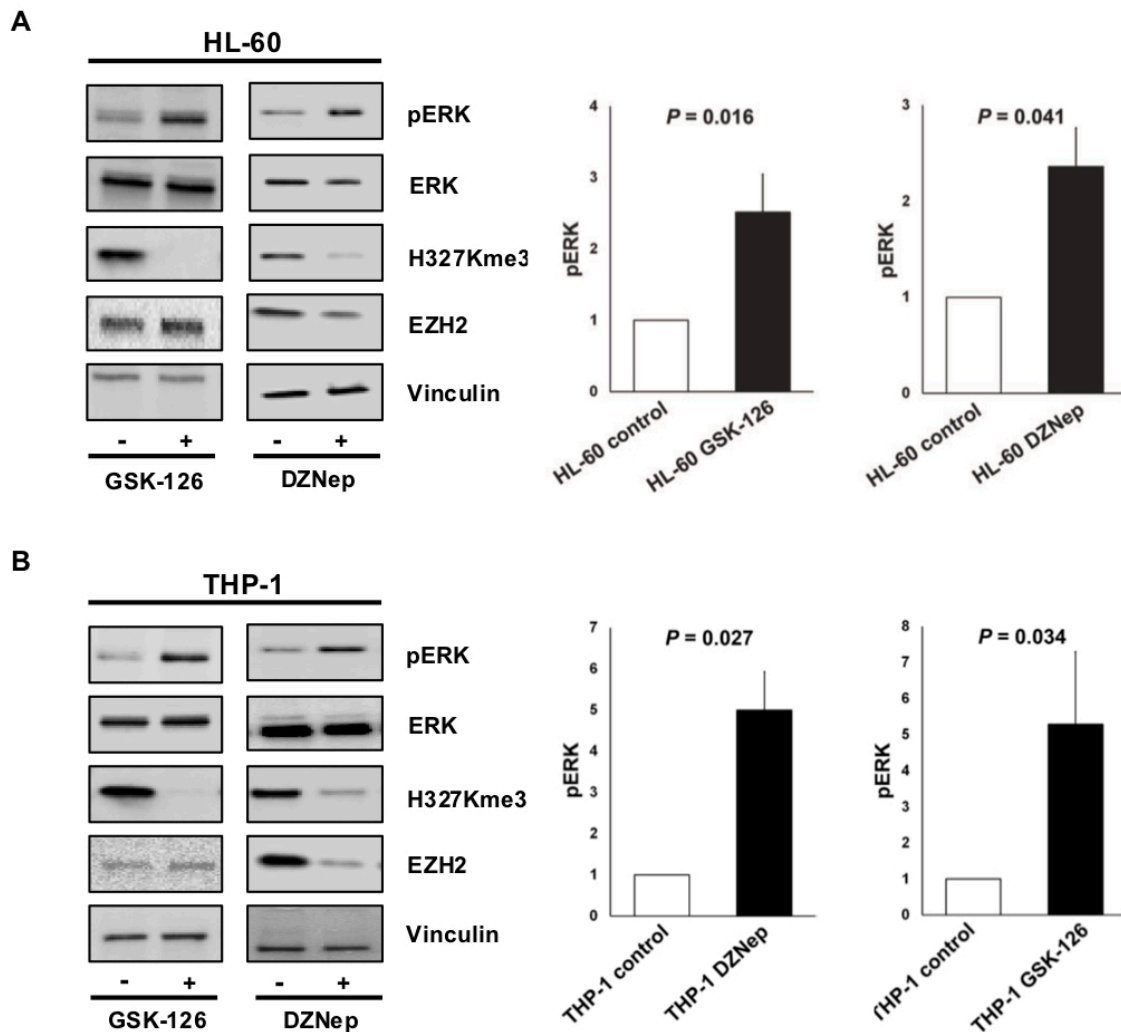 A
HL-60
pERK
ERK
H327Kme3
EZH2
Vinculin
- + - +
GSK-126 DZNep
4
3
2
1
0
pERK
P = 0.016
HL-60 control
HL-60 GSK-126
3
2
1
0
pERK
P = 0.041
HL-60 control
HL-60 DZNep
B
THP-1
pERK
ERK
H327Kme3
EZH2
Vinculin
- + - +
GSK-126 DZNep
7
6
5
4
3
2
1
0
pERK
P = 0.027
THP-1 control
THP-1 DZNep
8
7
6
5
4
3
2
1
0
pERK
P = 0.034
THP-1 control
THP-1 GSK-126